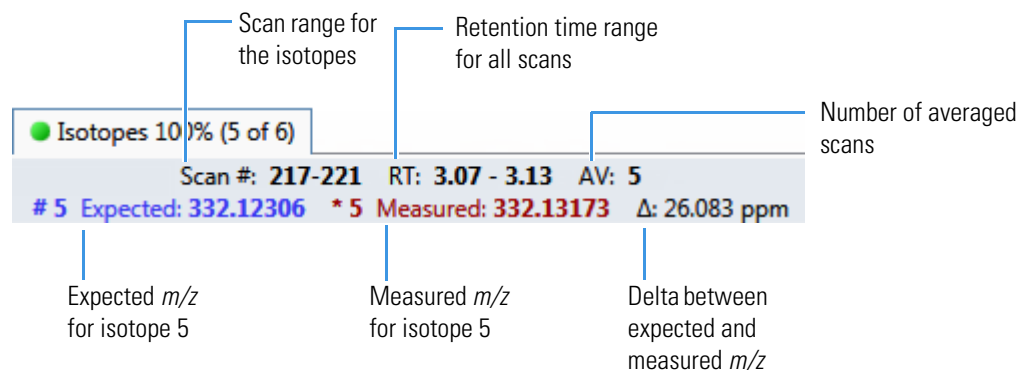 Scan range for
the isotopes
Retention time range
for all scans
Number of averaged
scans
Isotopes 100% (5 of 6)
Scan #: 217-221 RT: 3.07 - 3.13 AV: 5
# 5 Expected: 332.12306 * 5 Measured: 332.13173 Δ: 26.083 ppm
Expected m/z
for isotope 5
Measured m/z
for isotope 5
Delta between
expected and
measured m/z